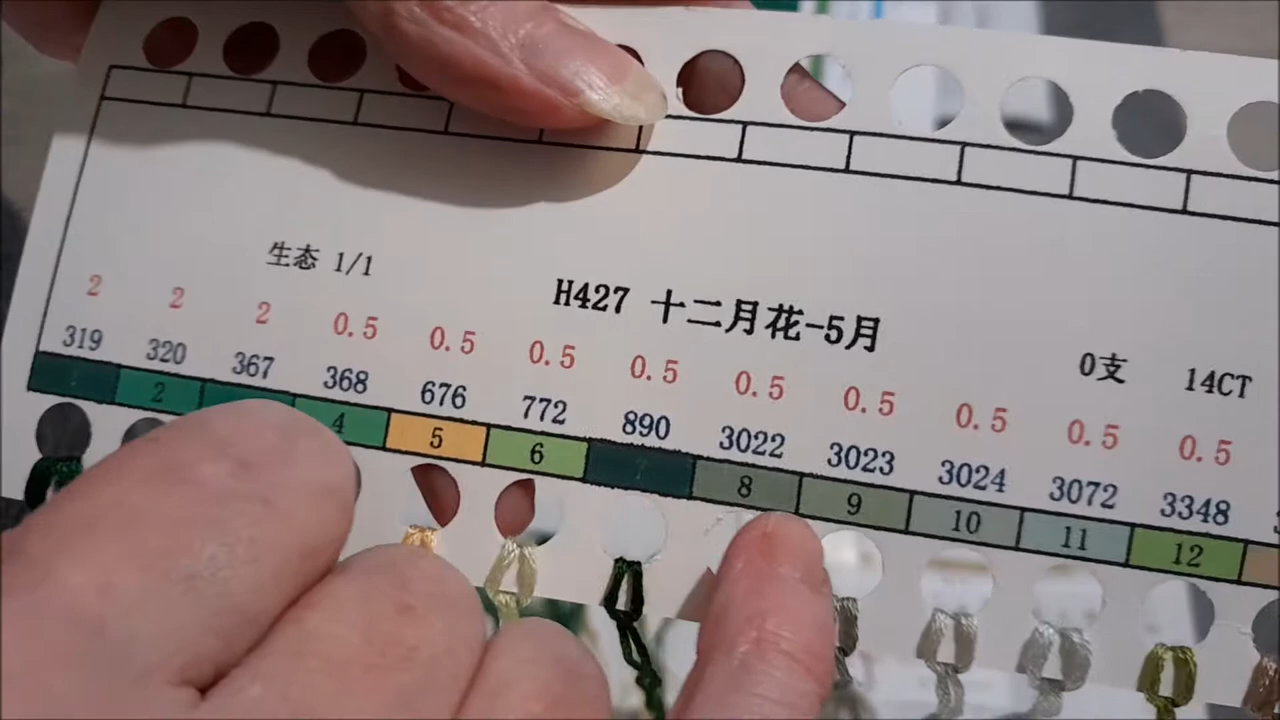 生态 1/1
H427 十二月花-5月
0支 14CT
2 2 2 0.5 0.5 0.5 0.5 0.5 0.5 0.5 0.5 0.5
319 320 367 368 676 772 890 3022 3023 3024 3072 3348
1 2 4 5 6 7 8 9 10 11 12